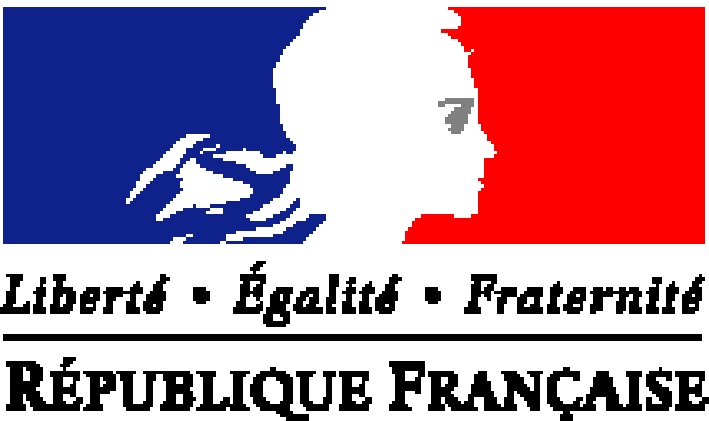 Liberté • Égalité • Fraternité
RÉPUBLIQUE FRANÇAISE